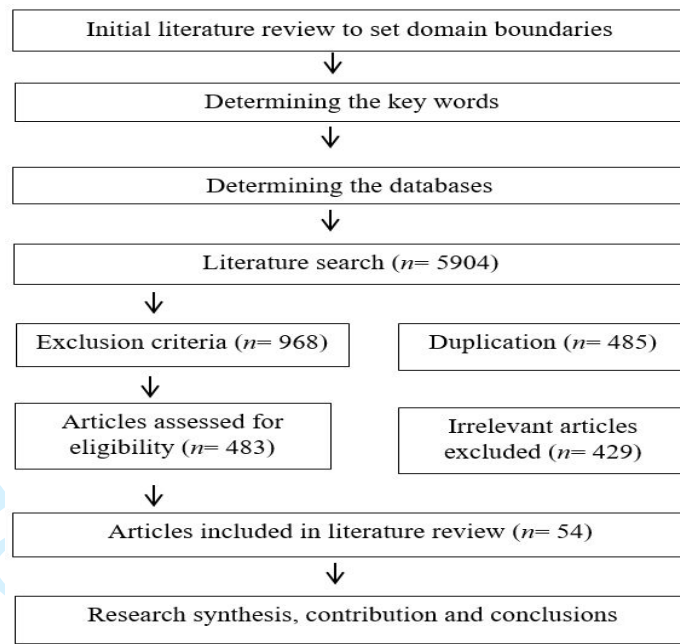 Initial literature review to set domain boundaries
Determining the key words
Determining the databases
Literature search (n= 5904)
Exclusion criteria (n= 968)
Duplication (n= 485)
Articles assessed for
eligibility (n= 483)
Irrelevant articles
excluded (n= 429)
Articles included in literature review (n= 54)
Research synthesis, contribution and conclusions